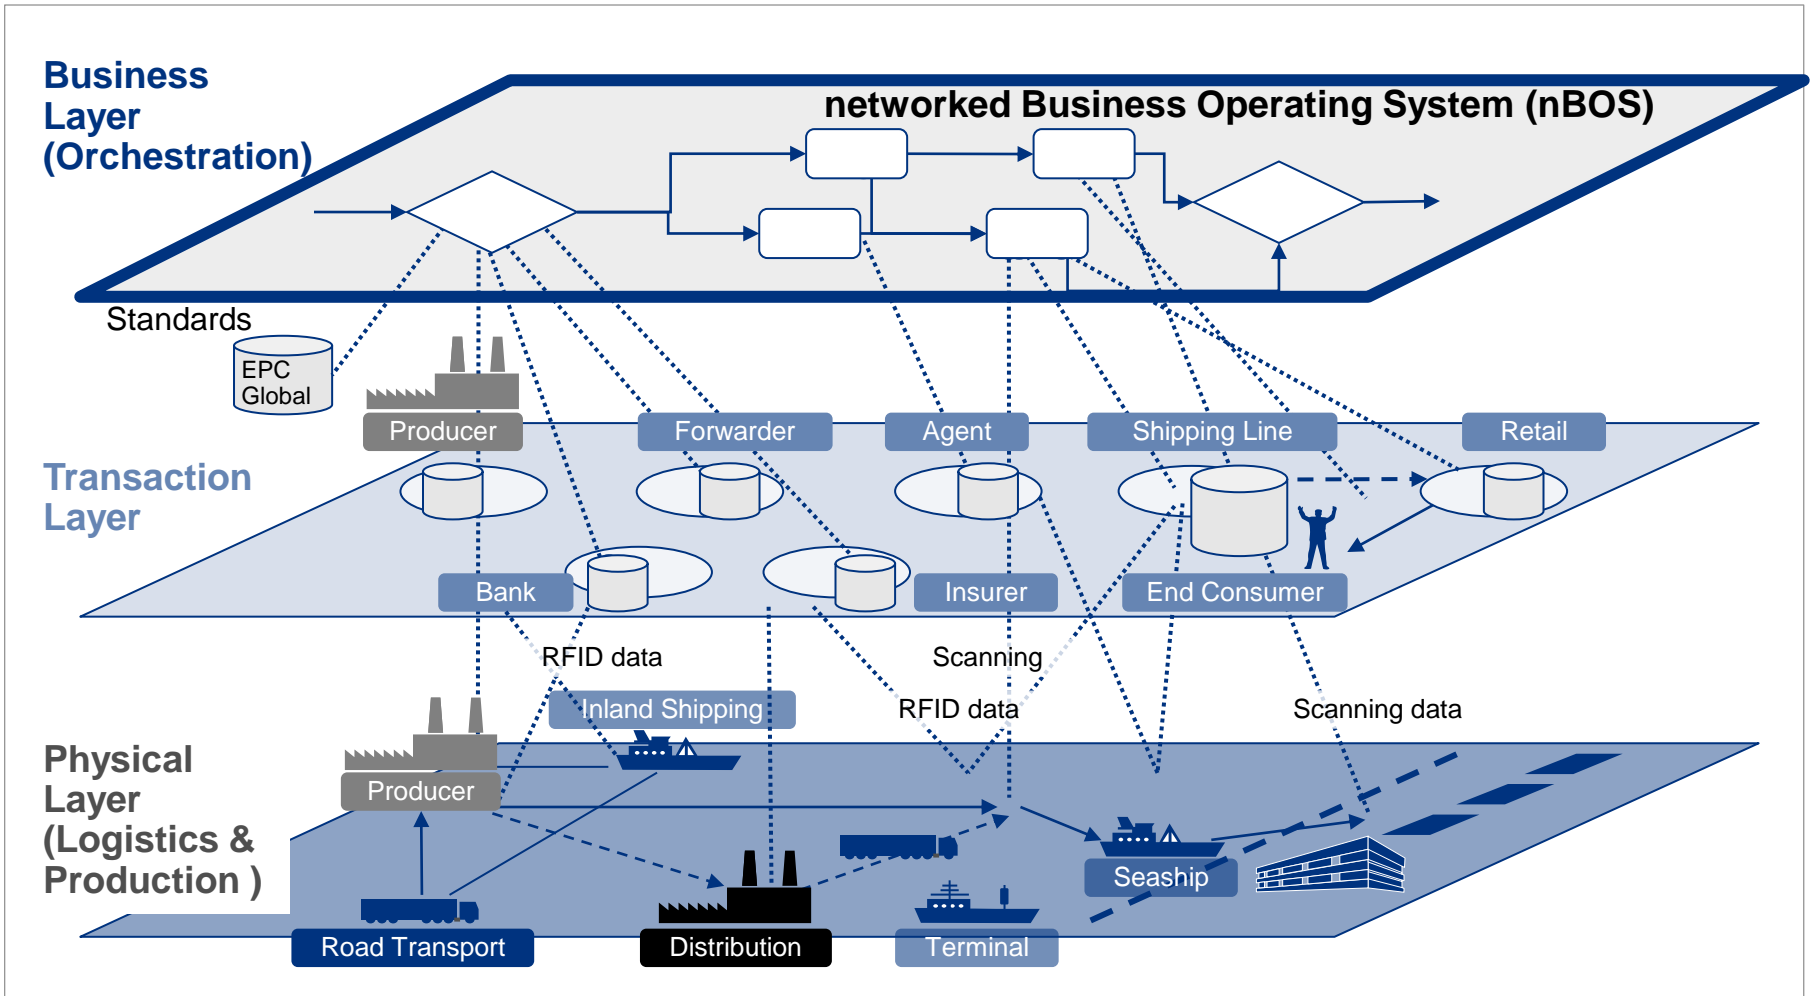 Business
Layer
(Orchestration)
networked Business Operating System (nBOS)
Standards
EPC
Global
Producer
Forwarder
Agent
Shipping Line
Retail
Transaction
Layer
Bank
Insurer
End Consumer
RFID data
Scanning
Inland Shipping
RFID data
Scanning data
Physical
Layer
(Logistics &
Production )
Producer
Seaship
Road Transport
Distribution
Terminal